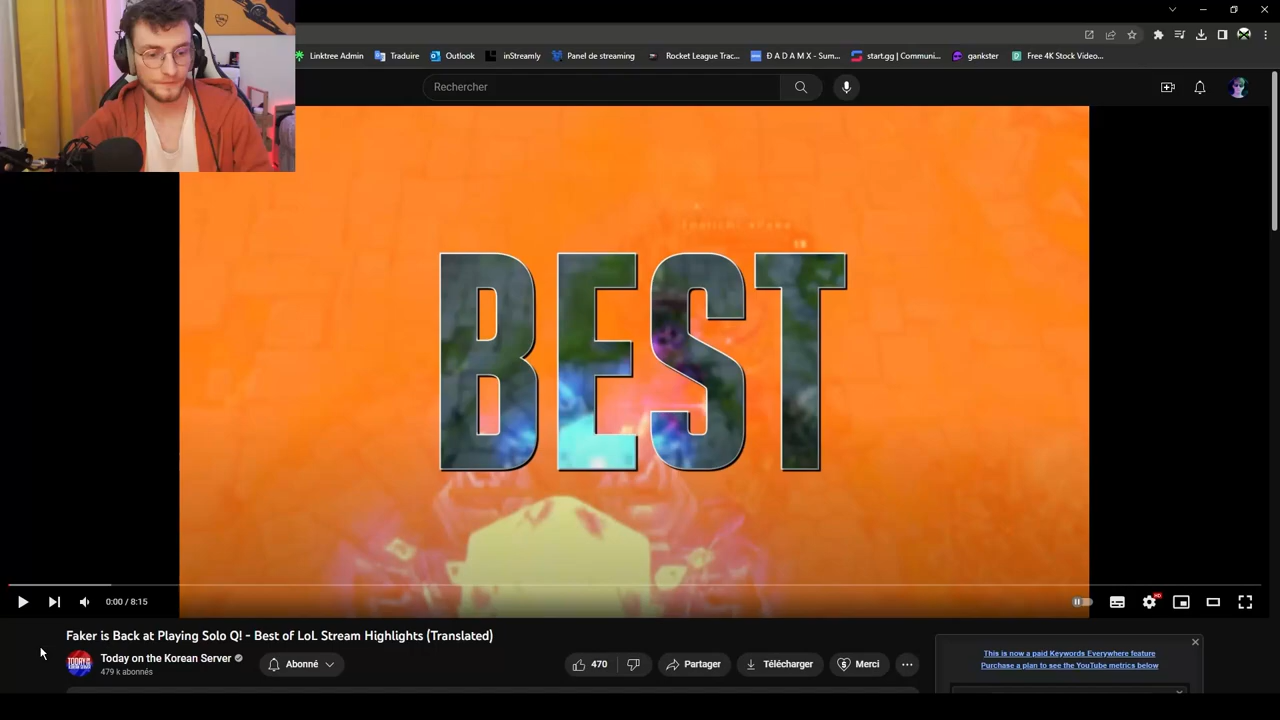 Linktree Admin
Traduire
Outlook
inStreamly
Panel de streaming
Rocket League Trac...
Đ A D A M X - Sum...
start.gg | Communi...
gankster
Free 4K Stock Video...
Rechercher
BEST
0:00 / 8:15
HD
Faker is Back at Playing Solo Q! - Best of LoL Stream Highlights (Translated)
Today on the Korean Server
479 k abonnés
Abonné
470
Partager
Télécharger
Merci
This is now a paid Keywords Everywhere feature
Purchase a plan to see the YouTube metrics below